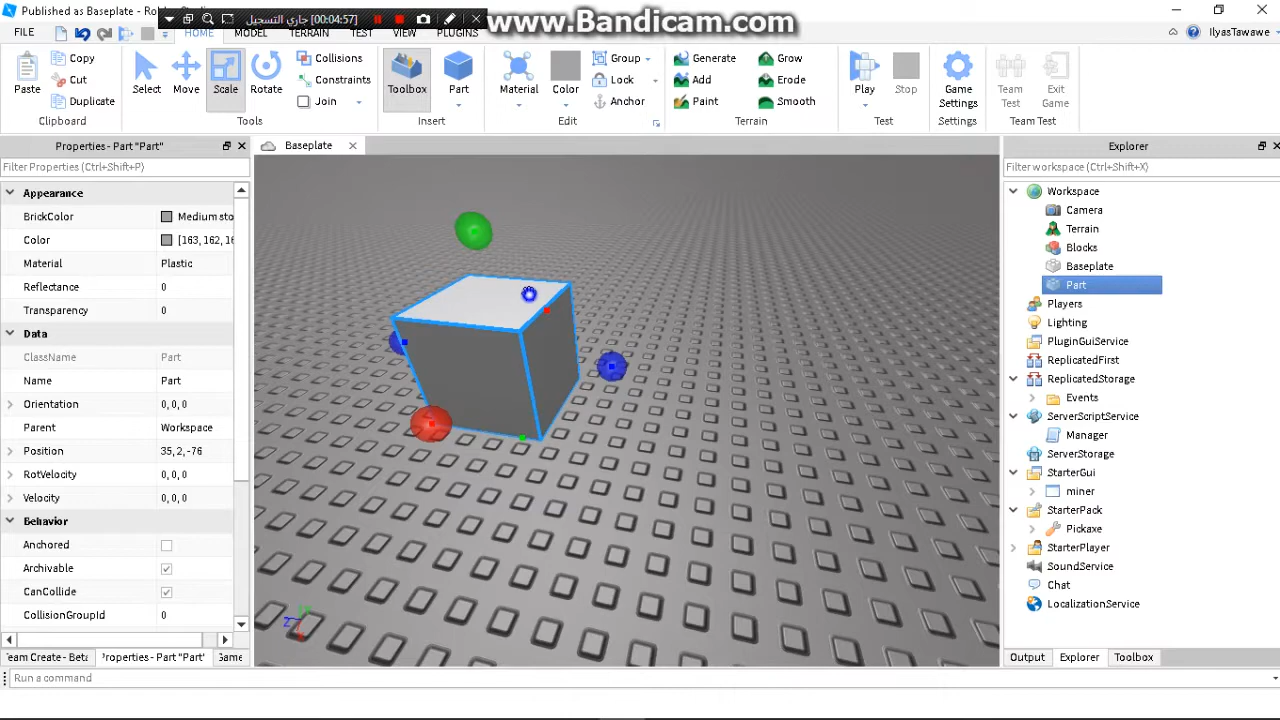 Published as Baseplate - Ro
جاري التسجيل [00:04:57]
www.Bandicam.com
FILE HOME MODEL TERRAIN TEST VIEW PLUGINS IlyasTawawe
Copy Cut Duplicate Paste Clipboard
Select Move Scale Rotate Collisions Constraints Join Tools
Toolbox Part Insert
Material Color Group Lock Anchor Edit
Generate Add Paint Grow Erode Smooth Terrain
Play Stop Test
Game Settings Settings
Team Test Exit Game Team Test
Properties - Part "Part"
Filter Properties (Ctrl+Shift+P)
Appearance
BrickColor Medium sto
Color [163, 162, 16
Material Plastic
Reflectance 0
Transparency 0
Data
ClassName Part
Name Part
Orientation 0, 0, 0
Parent Workspace
Position 35, 2, -76
RotVelocity 0, 0, 0
Velocity 0, 0, 0
Behavior
Anchored
Archivable
CanCollide
CollisionGroupId 0
eam Create - Beta roperties - Part "Part" Game
Baseplate
Explorer
Filter workspace (Ctrl+Shift+X)
Workspace
Camera
Terrain
Blocks
Baseplate
Part
Players
Lighting
PluginGuiService
ReplicatedFirst
ReplicatedStorage
Events
ServerScriptService
Manager
ServerStorage
StarterGui
miner
StarterPack
Pickaxe
StarterPlayer
SoundService
Chat
LocalizationService
Output Explorer Toolbox
Run a command